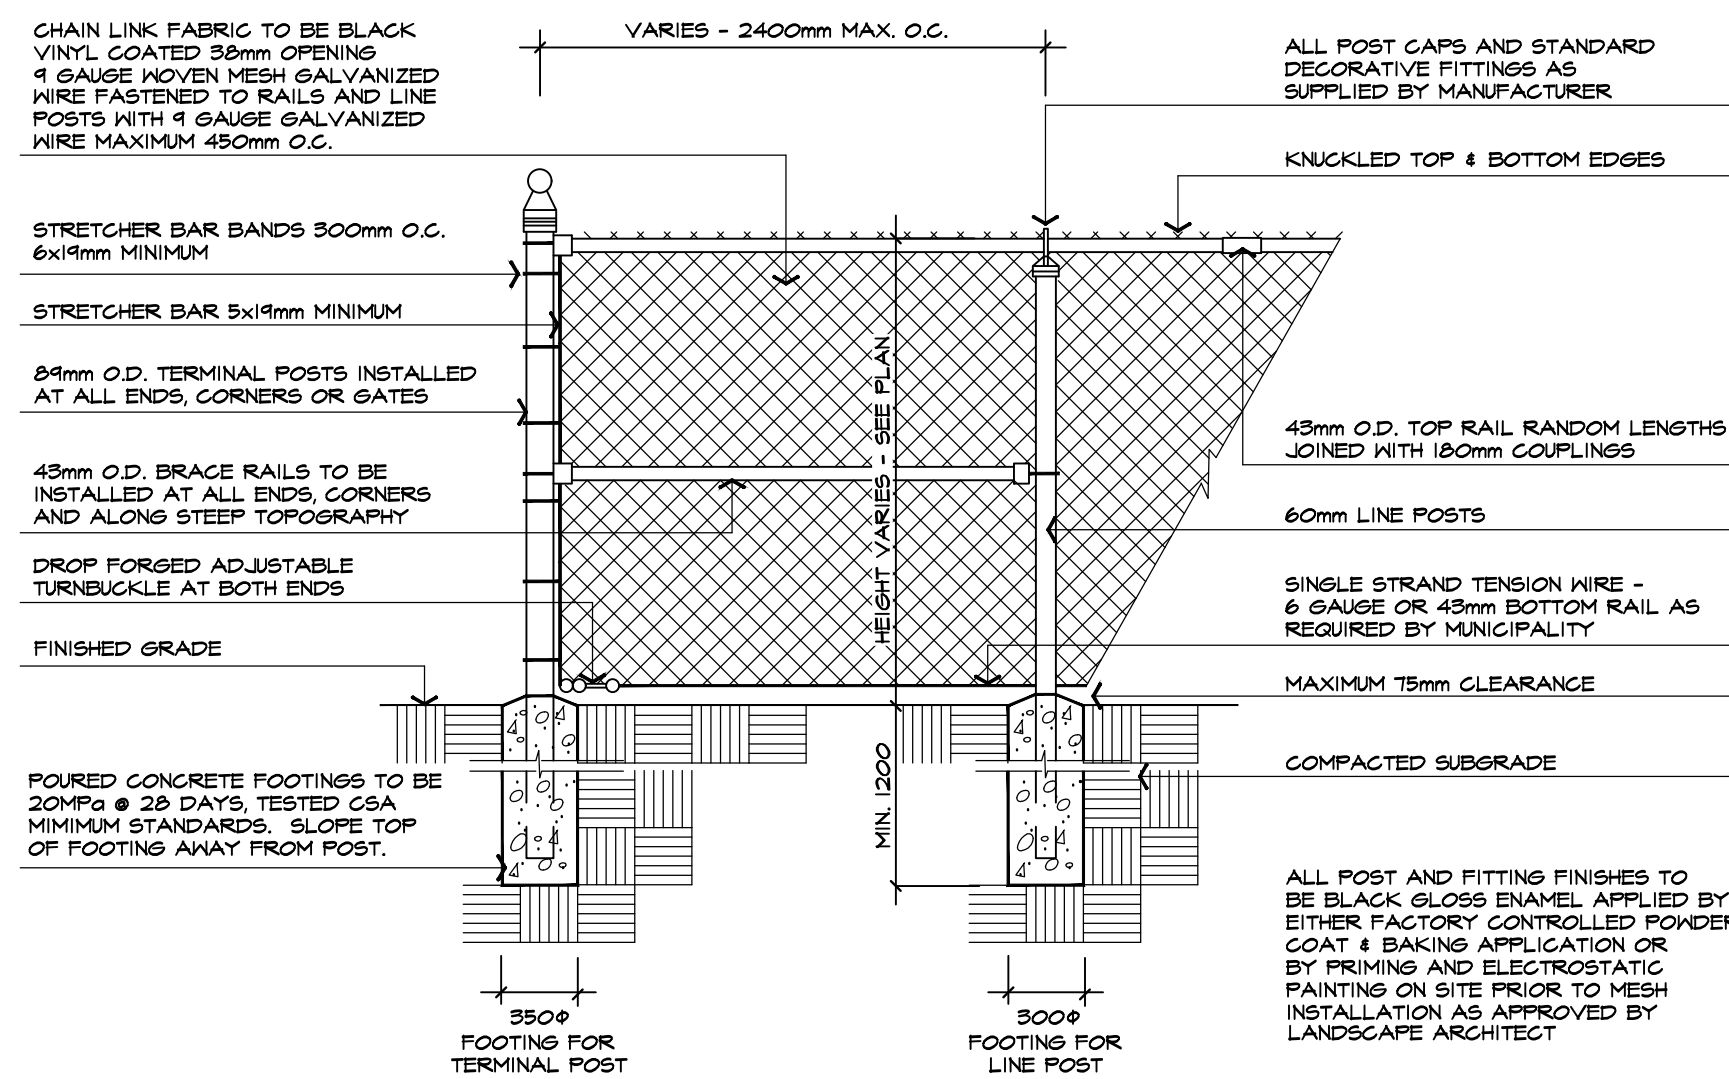 CHAIN LINK FABRIC TO BE BLACK
VINYL COATED 38mm OPENING
9 GAUGE WOVEN MESH GALVANIZED
WIRE FASTENED TO RAILS AND LINE
POSTS WITH 9 GAUGE GALVANIZED
WIRE MAXIMUM 450mm O.C.
STRETCHER BAR BANDS 300mm O.C.
6x19mm MINIMUM
STRETCHER BAR 5x19mm MINIMUM
89mm O.D. TERMINAL POSTS INSTALLED
AT ALL ENDS, CORNERS OR GATES
43mm O.D. BRACE RAILS TO BE
INSTALLED AT ALL ENDS, CORNERS
AND ALONG STEEP TOPOGRAPHY
DROP FORGED ADJUSTABLE
TURNBUCKLE AT BOTH ENDS
FINISHED GRADE
POURED CONCRETE FOOTINGS TO BE
20MPa @ 28 DAYS, TESTED CSA
MIMIMUM STANDARDS. SLOPE TOP
OF FOOTING AWAY FROM POST.
VARIES - 2400mm MAX. O.C.
HEIGHT VARIES - SEE PLAN
MIN. 1200
350Φ
FOOTING FOR
TERMINAL POST
300Φ
FOOTING FOR
LINE POST
ALL POST CAPS AND STANDARD
DECORATIVE FITTINGS AS
SUPPLIED BY MANUFACTURER
KNUCKLED TOP & BOTTOM EDGES
43mm O.D. TOP RAIL RANDOM LENGTHS
JOINED WITH 180mm COUPLINGS
60mm LINE POSTS
SINGLE STRAND TENSION WIRE -
6 GAUGE OR 43mm BOTTOM RAIL AS
REQUIRED BY MUNICIPALITY
MAXIMUM 75mm CLEARANCE
COMPACTED SUBGRADE
ALL POST AND FITTING FINISHES TO
BE BLACK GLOSS ENAMEL APPLIED BY
EITHER FACTORY CONTROLLED POWDER
COAT & BAKING APPLICATION OR
BY PRIMING AND ELECTROSTATIC
PAINTING ON SITE PRIOR TO MESH
INSTALLATION AS APPROVED BY
LANDSCAPE ARCHITECT